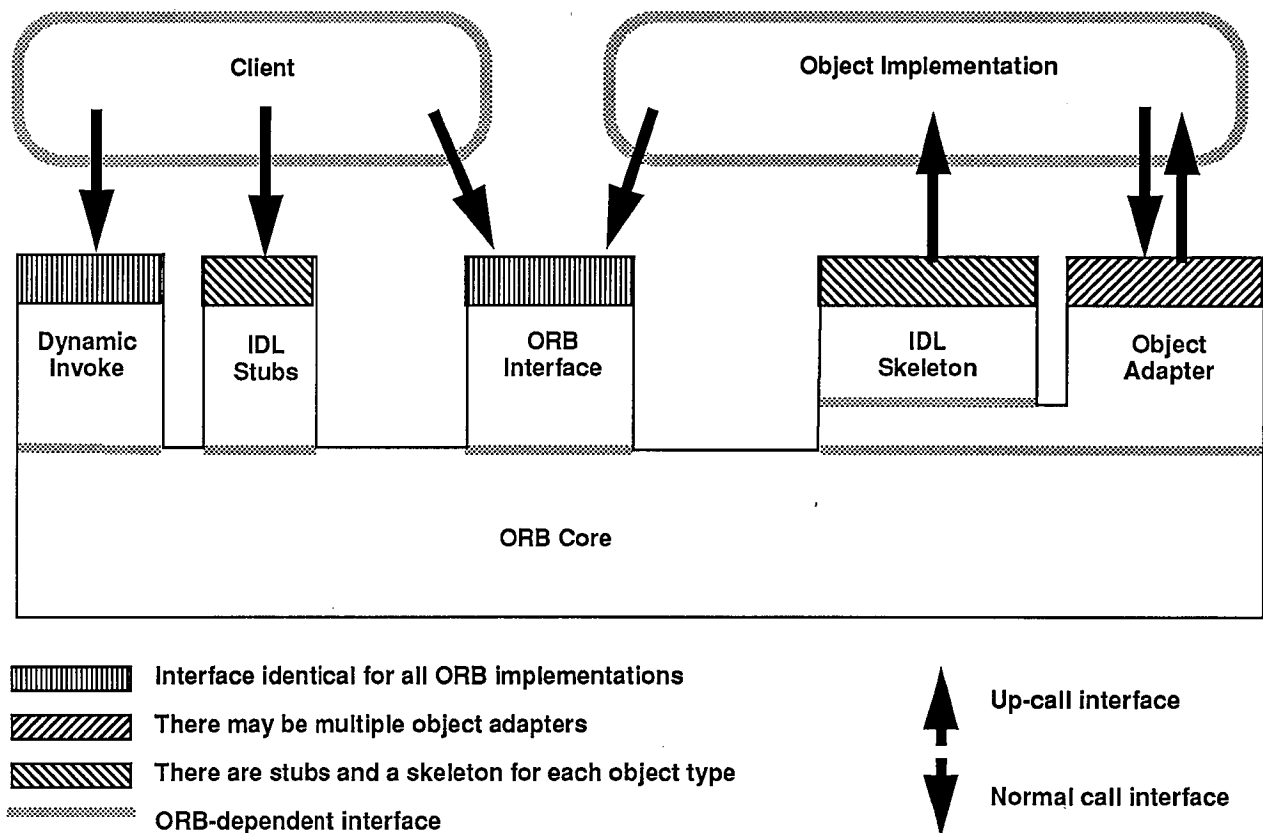 Client
Object Implementation
Dynamic
Invoke
IDL
Stubs
ORB
Interface
IDL
Skeleton
Object
Adapter
ORB Core
Interface identical for all ORB implementations
There may be multiple object adapters
There are stubs and a skeleton for each object type
ORB-dependent interface
Up-call interface
Normal call interface